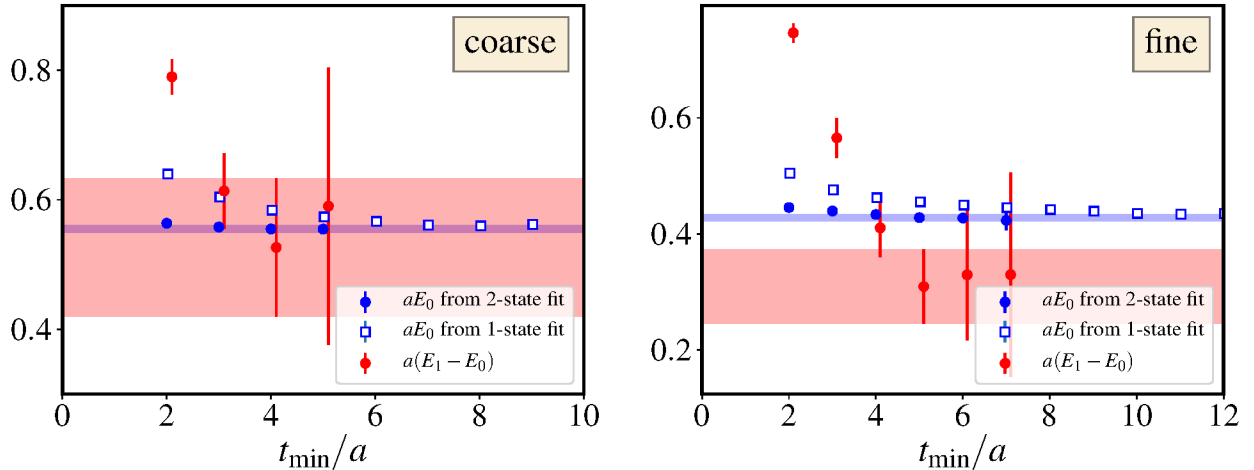 coarse
0.8
0.6
0.4
aE₀ from 2-state fit
aE₀ from 1-state fit
a(E₁ − E₀)
0 2 4 6 8 10
t_min/a
fine
0.6
0.4
0.2
aE₀ from 2-state fit
aE₀ from 1-state fit
a(E₁ − E₀)
0 2 4 6 8 10 12
t_min/a